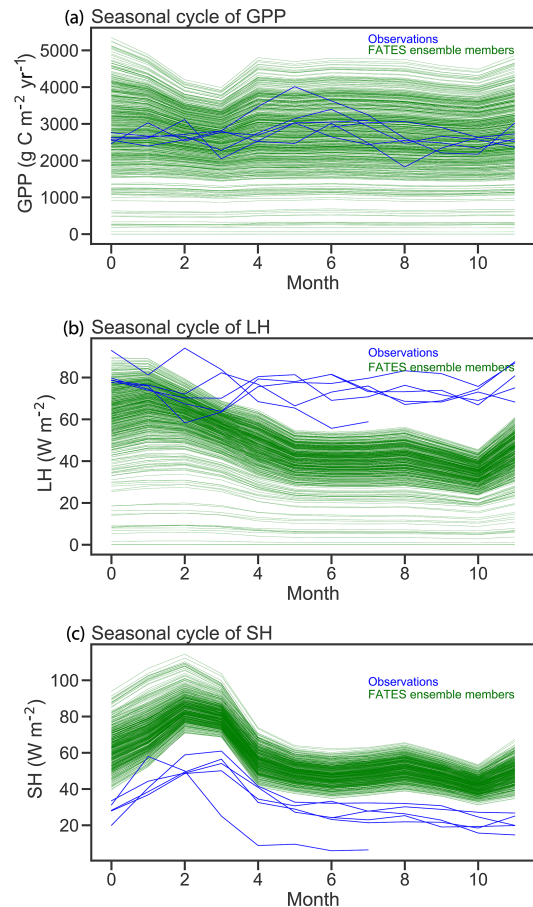 (a) Seasonal cycle of GPP
Observations
FATES ensemble members
5000
4000
3000
2000
1000
0
GPP (g C m⁻² yr⁻¹)
0 2 4 6 8 10
Month
(b) Seasonal cycle of LH
Observations
FATES ensemble members
80
60
40
20
0
LH (W m⁻²)
0 2 4 6 8 10
Month
(c) Seasonal cycle of SH
Observations
FATES ensemble members
100
80
60
40
20
SH (W m⁻²)
0 2 4 6 8 10
Month